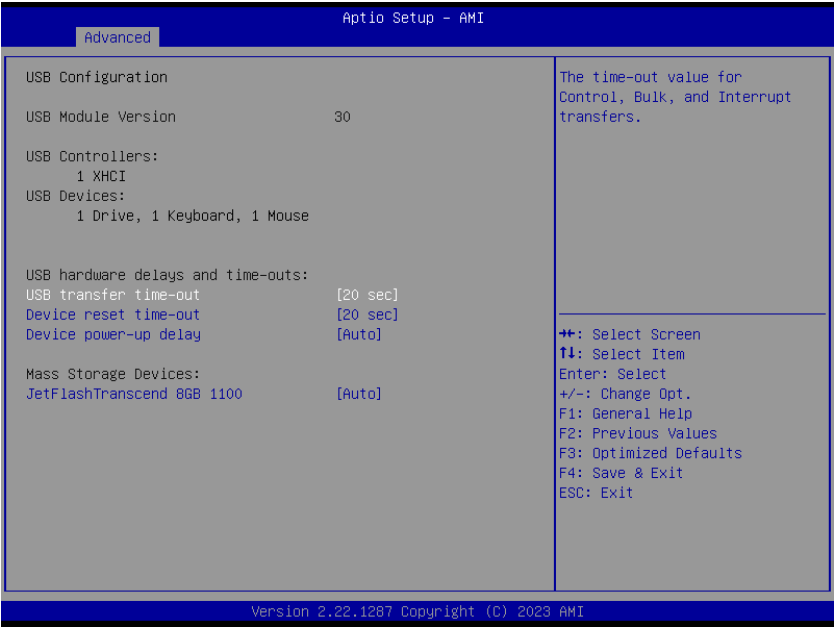 Aptio Setup - AMI
Advanced
USB Configuration
USB Module Version 30
USB Controllers:
1 XHCI
USB Devices:
1 Drive, 1 Keyboard, 1 Mouse
USB hardware delays and time-outs:
USB transfer time-out [20 sec]
Device reset time-out [20 sec]
Device power-up delay [Auto]
Mass Storage Devices:
JetFlashTranscend 8GB 1100 [Auto]
The time-out value for
Control, Bulk, and Interrupt
transfers.
→←: Select Screen
↑↓: Select Item
Enter: Select
+/-: Change Opt.
F1: General Help
F2: Previous Values
F3: Optimized Defaults
F4: Save & Exit
ESC: Exit
Version 2.22.1287 Copyright (C) 2023 AMI